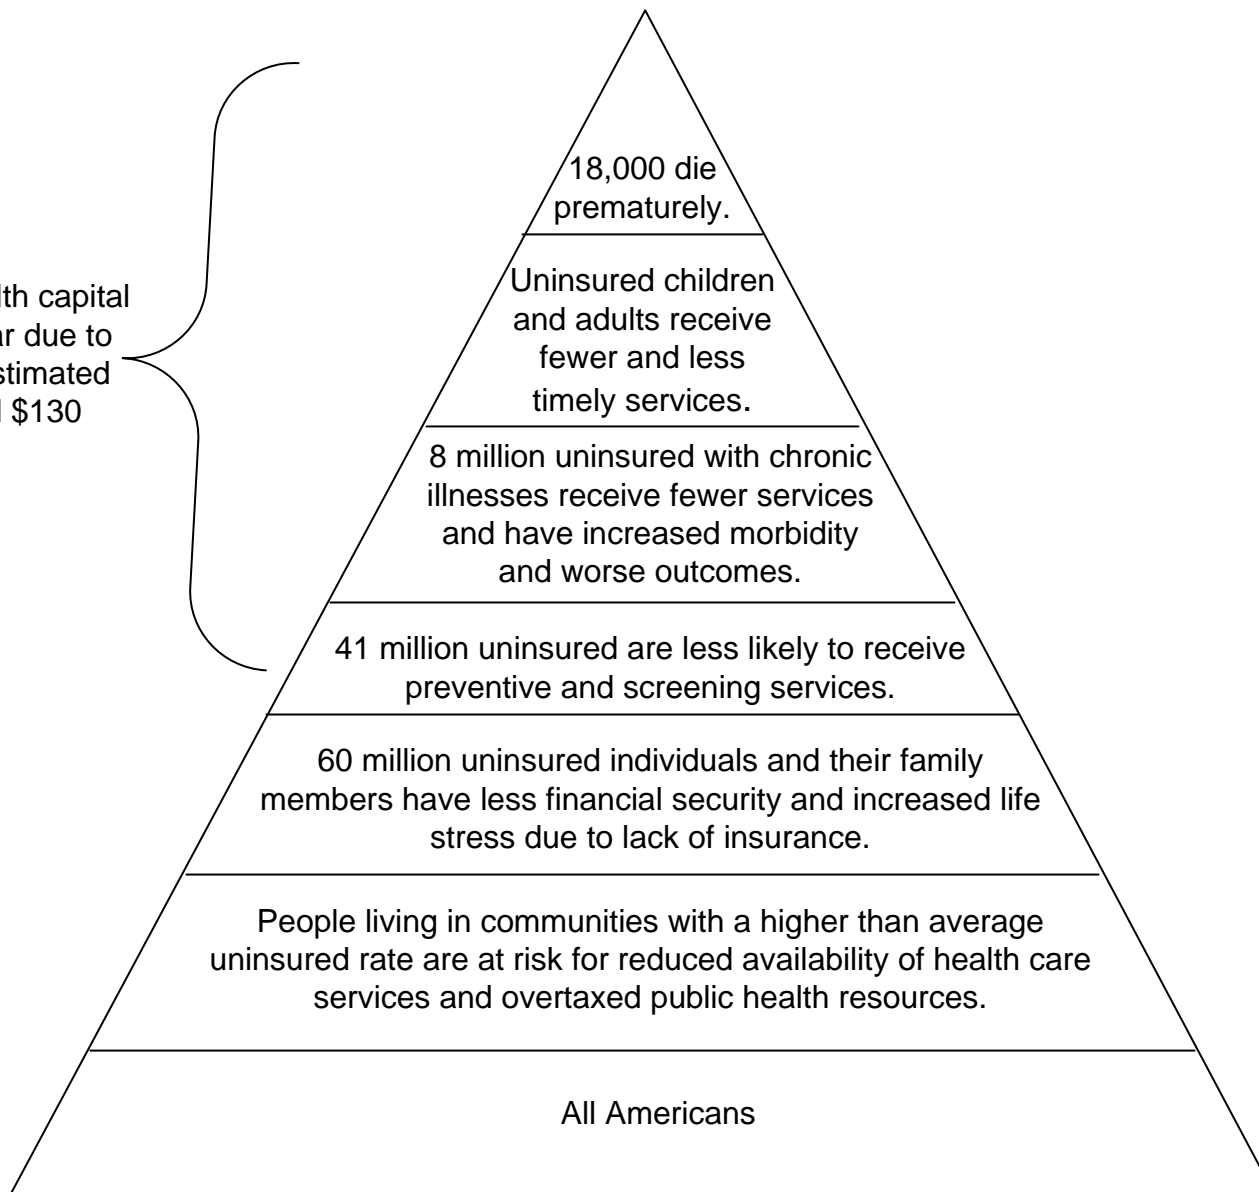 18,000 die
prematurely.
Uninsured children
and adults receive
fewer and less
timely services.
8 million uninsured with chronic
illnesses receive fewer services
and have increased morbidity
and worse outcomes.
41 million uninsured are less likely to receive
preventive and screening services.
60 million uninsured individuals and their family
members have less financial security and increased life
stress due to lack of insurance.
People living in communities with a higher than average
uninsured rate are at risk for reduced availability of health care
services and overtaxed public health resources.
All Americans
capital
due to
$130